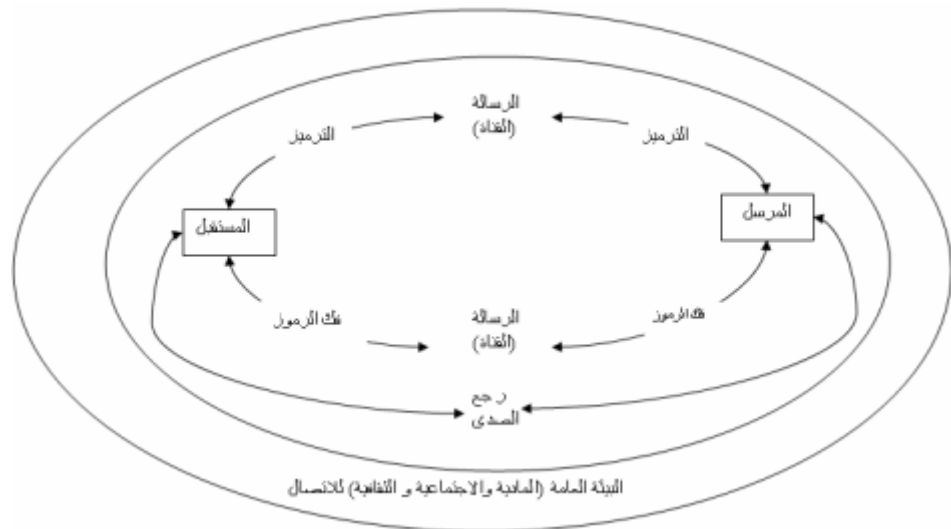 الرسالة
(القناة)
الترميز
الترميز
المرسل
المستقبل
فك الرموز
فك الرموز
الرسالة
(القناة)
رجع
الصدى
البيئة العامة (المادية والاجتماعية و الثقافية) للاتصال